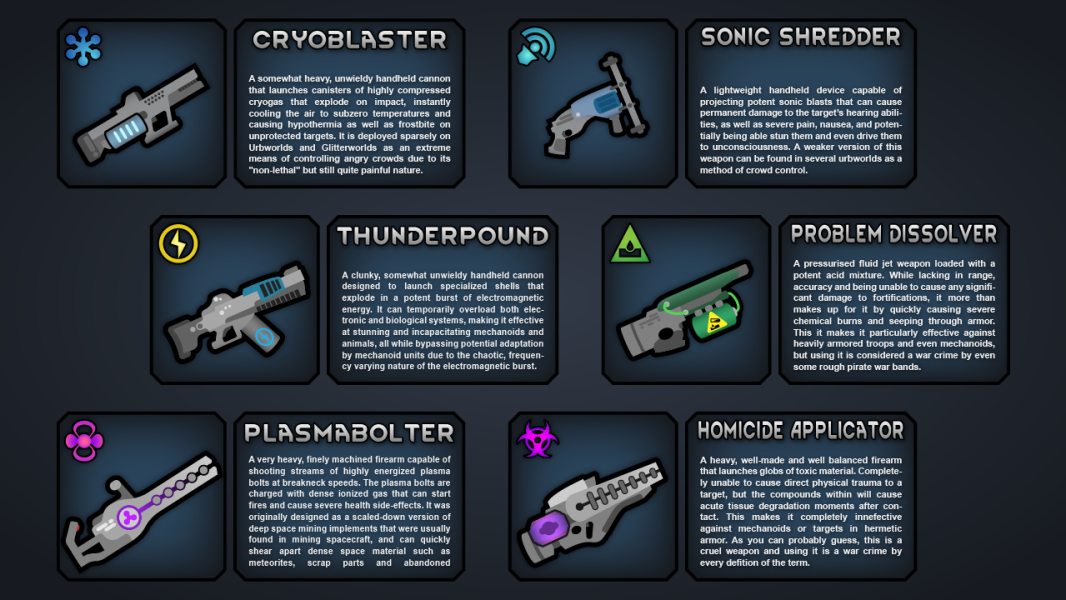 CRYOBLASTER
A somewhat heavy, unwieldy handheld cannon
that launches canisters of highly compressed
cryogas that explode on impact, instantly
cooling the air to subzero temperatures and
causing hypothermia as well as frostbite on
unprotected targets. It is deployed sparsely on
Urbworlds and Glitterworlds as an extreme
means of controlling angry crowds due to its
"non-lethal" but still quite painful nature.
SONIC SHREDDER
A lightweight handheld device capable of
projecting potent sonic blasts that can cause
permanent damage to the target's hearing abili-
ties, as well as severe pain, nausea, and poten-
tially being able stun them and even drive them
to unconsciousness. A weaker version of this
weapon can be found in several urbworlds as a
method of crowd control.
THUNDERPOUND
A clunky, somewhat unwieldy handheld cannon
designed to launch specialized shells that
explode in a potent burst of electromagnetic
energy. It can temporarily overload both elec-
tronic and biological systems, making it effective
at stunning and incapacitating mechanoids and
animals, all while bypassing potential adaptation
by mechanoid units due to the chaotic, frequen-
cy varying nature of the electromagnetic burst.
PROBLEM DISSOLVER
A pressurised fluid jet weapon loaded with a
potent acid mixture. While lacking in range,
accuracy and being unable to cause any signifi-
cant damage to fortifications, it more than
makes up for it by quickly causing severe
chemical burns and seeping through armor.
This it makes it particularly effective against
heavily armored troops and even mechanoids,
but using it is considered a war crime by even
some rough pirate war bands.
PLASMABOLTER
A very heavy, finely machined firearm capable of
shooting streams of highly energized plasma
bolts at breakneck speeds. The plasma bolts are
charged with dense ionized gas that can start
fires and cause severe health side-effects. It was
originally designed as a scaled-down version of
deep space mining implements that were usually
found in mining spacecraft, and can quickly
shear apart dense space material such as
meteorites, scrap parts and abandoned
HOMICIDE APPLICATOR
A heavy, well-made and well balanced firearm
that launches globs of toxic material. Complete-
ly unable to cause direct physical trauma to a
target, but the compounds within will cause
acute tissue degradation moments after con-
tact. This makes it completely innefective
against mechanoids or targets in hermetic
armor. As you can probably guess, this is a
cruel weapon and using it is a war crime by
every defition of the term.